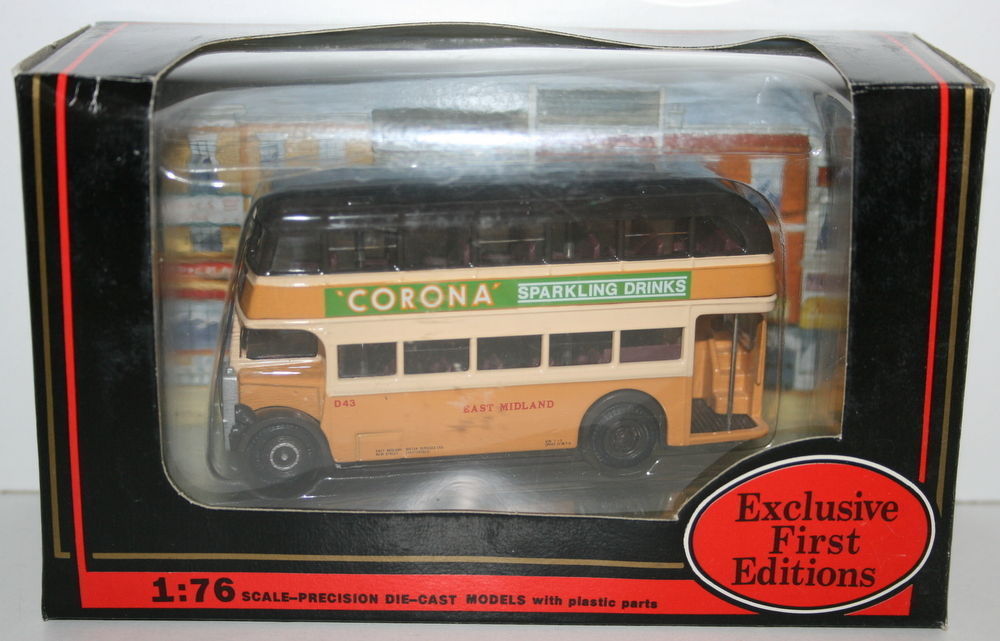 'CORONA' SPARKLING DRINKS
D43
EAST MIDLAND
Exclusive
First
Editions
1:76 SCALE-PRECISION DIE-CAST MODELS with plastic parts